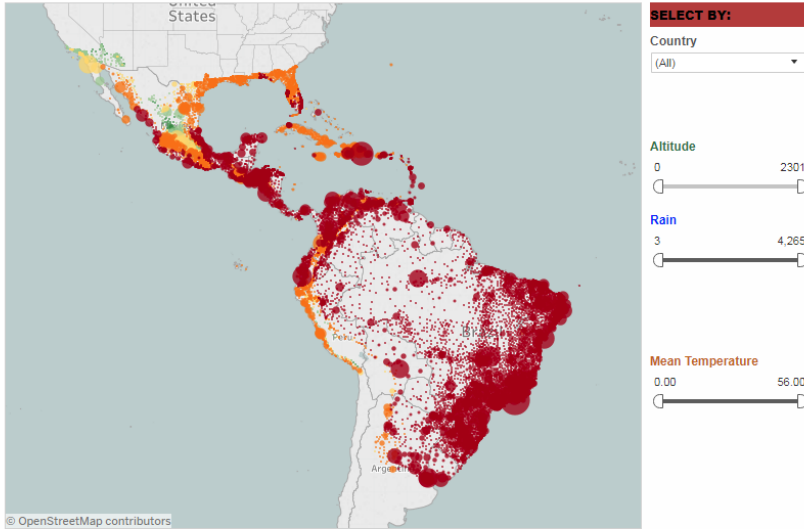 United
States
Peru
Brazil
Argentina
© OpenStreetMap contributors
SELECT BY:
Country
(All)
Altitude
0 2301
Rain
3 4,265
Mean Temperature
0.00 56.00